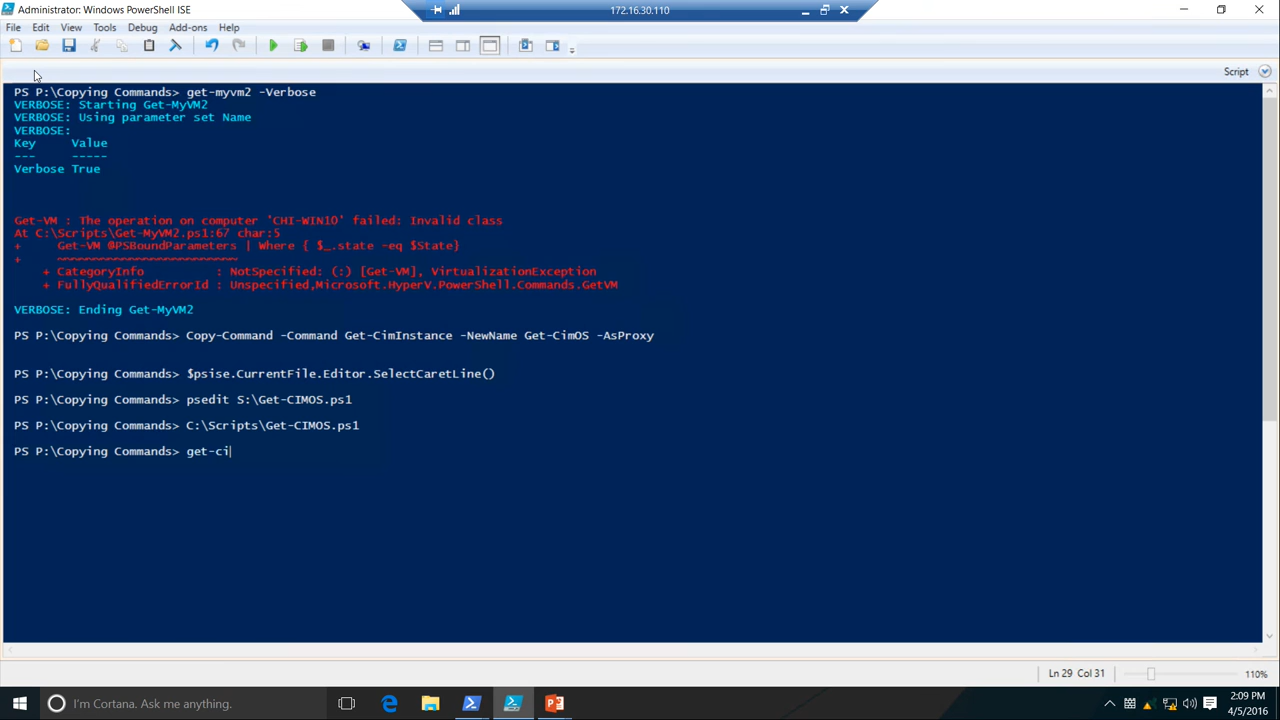 Administrator: Windows PowerShell ISE
172.16.30.110
File Edit View Tools Debug Add-ons Help
Script
PS P:\Copying Commands> get-myvm2 -Verbose
VERBOSE: Starting Get-MyVM2
VERBOSE: Using parameter set Name
VERBOSE:
Key Value
--- -----
Verbose True
Get-VM : The operation on computer 'CHI-WIN10' failed: Invalid class
At C:\Scripts\Get-MyVM2.ps1:67 char:5
+ Get-VM @PSBoundParameters | Where { $_.state -eq $State}
+ ~~~~~~~~~~~~~~~~~~~~~~~~~
+ CategoryInfo : NotSpecified: (:) [Get-VM], VirtualizationException
+ FullyQualifiedErrorId : Unspecified,Microsoft.HyperV.PowerShell.Commands.GetVM
VERBOSE: Ending Get-MyVM2
PS P:\Copying Commands> Copy-Command -Command Get-CimInstance -NewName Get-CimOS -AsProxy
PS P:\Copying Commands> $psise.CurrentFile.Editor.SelectCaretLine()
PS P:\Copying Commands> psedit S:\Get-CIMOS.ps1
PS P:\Copying Commands> C:\Scripts\Get-CIMOS.ps1
PS P:\Copying Commands> get-ci
Ln 29 Col 31
110%
I'm Cortana. Ask me anything.
2:09 PM
4/5/2016